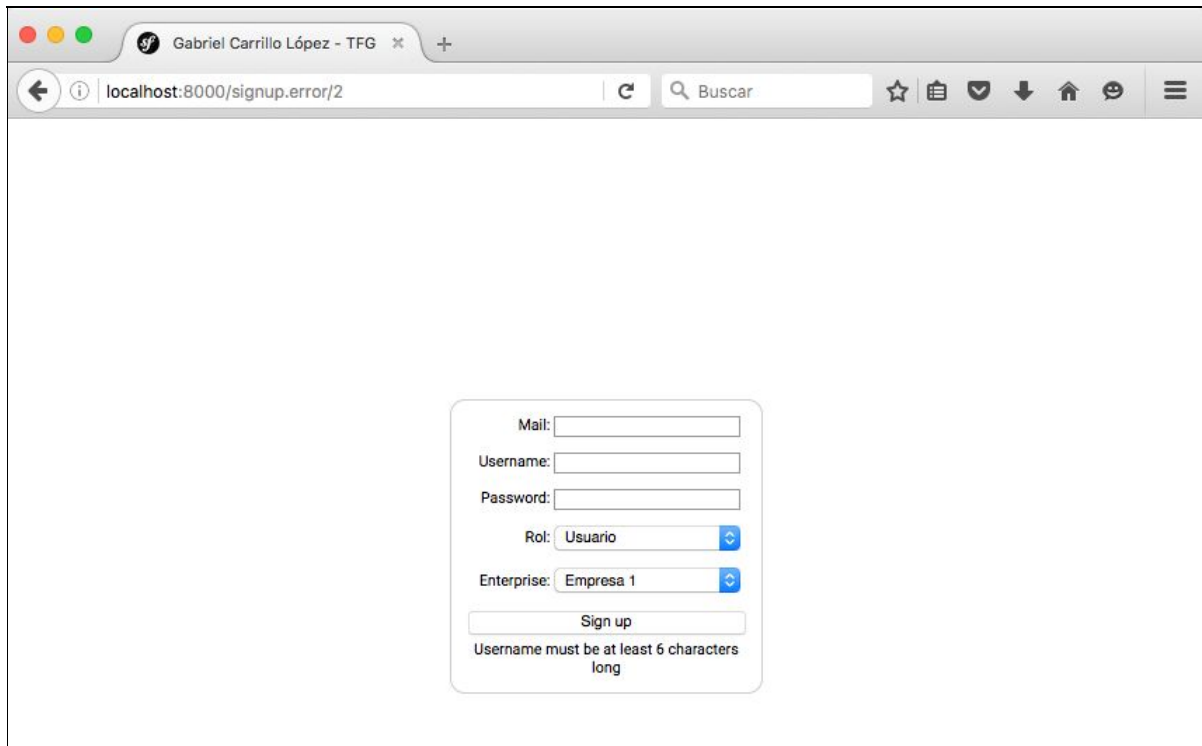 Gabriel Carrillo López - TFG
localhost:8000/signup.error/2
Buscar
Mail:
Username:
Password:
Rol: Usuario
Enterprise: Empresa 1
Sign up
Username must be at least 6 characters
long